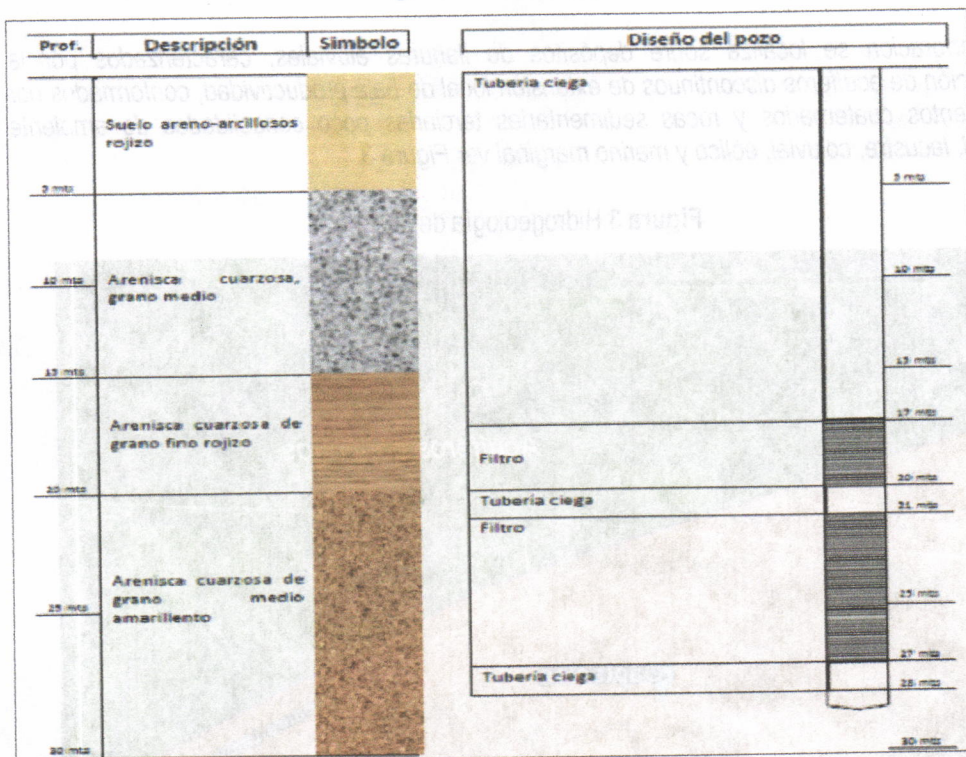 Prof.
Descripción
Simbolo
Suelo areno-arcillosos
rojizo
5 mts
10 mts
Arenisca cuarzosa,
grano medio
15 mts
Arenisca cuarzosa de
grano fino rojizo
20 mts
Arenisca cuarzosa de
grano medio
amarillento
25 mts
30 mts
Diseño del pozo
Tubería ciega
5 mts
10 mts
15 mts
17 mts
Filtro
20 mts
Tubería ciega
21 mts
Filtro
25 mts
27 mts
Tubería ciega
28 mts
30 mts